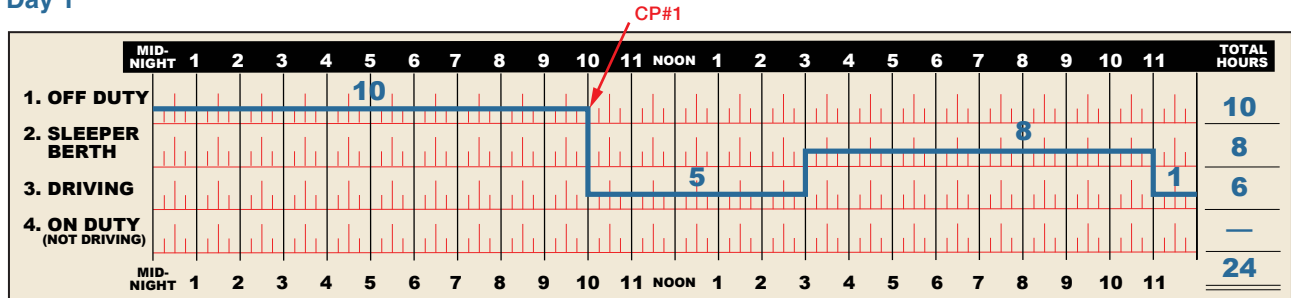 Day 1
CP#1
MID-NIGHT 1 2 3 4 5 6 7 8 9 10 11 NOON 1 2 3 4 5 6 7 8 9 10 11 TOTAL HOURS
1. OFF DUTY 10 10
2. SLEEPER BERTH 8 8
3. DRIVING 5 1 6
4. ON DUTY (NOT DRIVING) —
MID-NIGHT 1 2 3 4 5 6 7 8 9 10 11 NOON 1 2 3 4 5 6 7 8 9 10 11 24